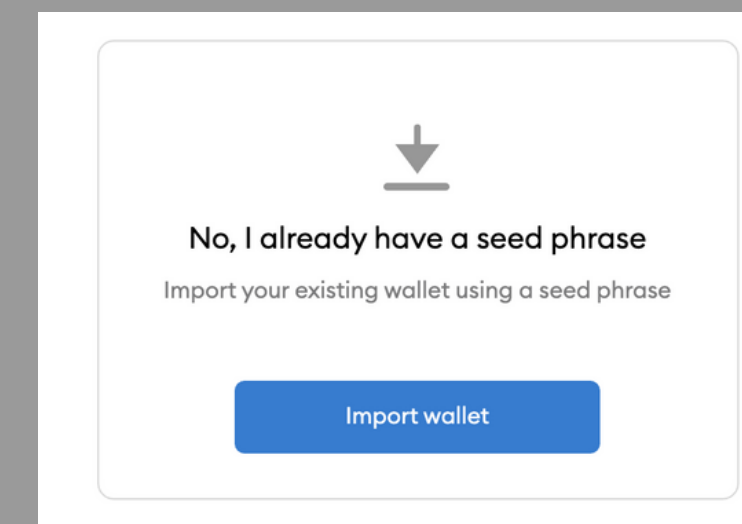 No, I already have a seed phrase
Import your existing wallet using a seed phrase
Import wallet